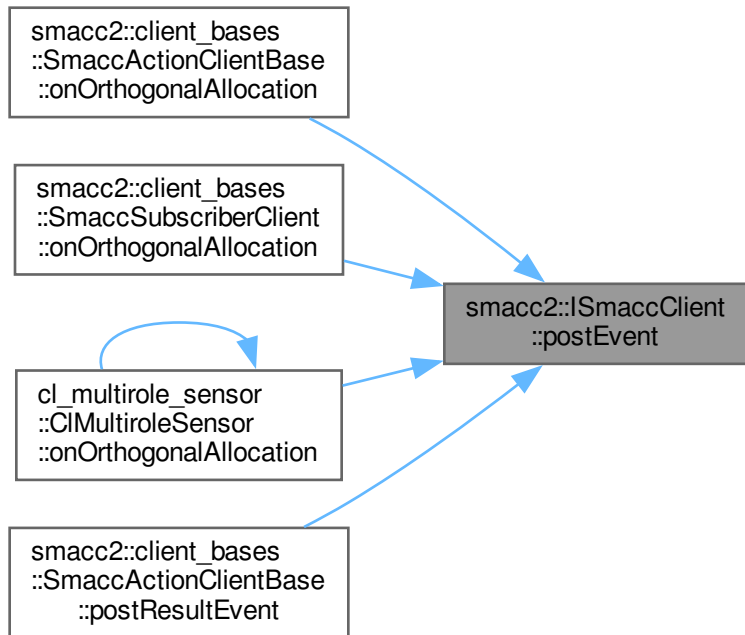 smacc2::client_bases
::SmaccActionClientBase
::onOrthogonalAllocation
smacc2::client_bases
::SmaccSubscriberClient
::onOrthogonalAllocation
smacc2::ISmaccClient
::postEvent
cl_multirole_sensor
::ClMultiroleSensor
::onOrthogonalAllocation
smacc2::client_bases
::SmaccActionClientBase
::postResultEvent